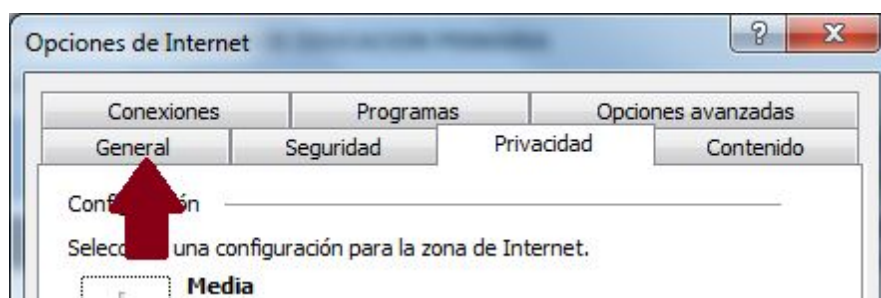 Opciones de Internet
Conexiones Programas Opciones avanzadas
General Seguridad Privacidad Contenido
Selecc una configuración para la zona de Internet.
Media